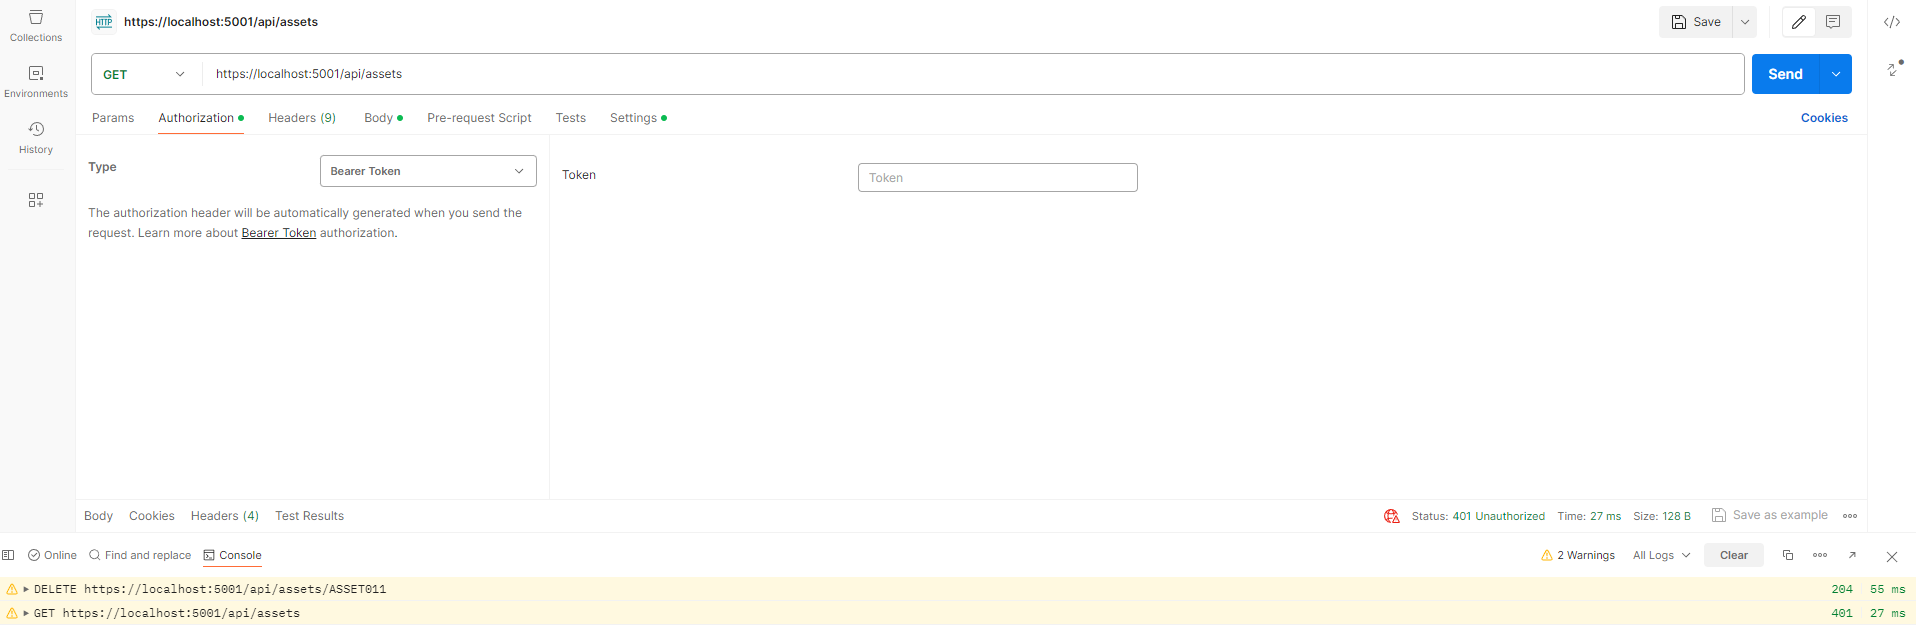 Collections
Environments
History
HTTP https://localhost:5001/api/assets
Save
GET https://localhost:5001/api/assets Send
Params Authorization Headers (9) Body Pre-request Script Tests Settings Cookies
Type Bearer Token
The authorization header will be automatically generated when you send the
request. Learn more about Bearer Token authorization.
Token Token
Body Cookies Headers (4) Test Results Status: 401 Unauthorized Time: 27 ms Size: 128 B Save as example
Online Find and replace Console 2 Warnings All Logs Clear
DELETE https://localhost:5001/api/assets/ASSET011 204 55 ms
GET https://localhost:5001/api/assets 401 27 ms